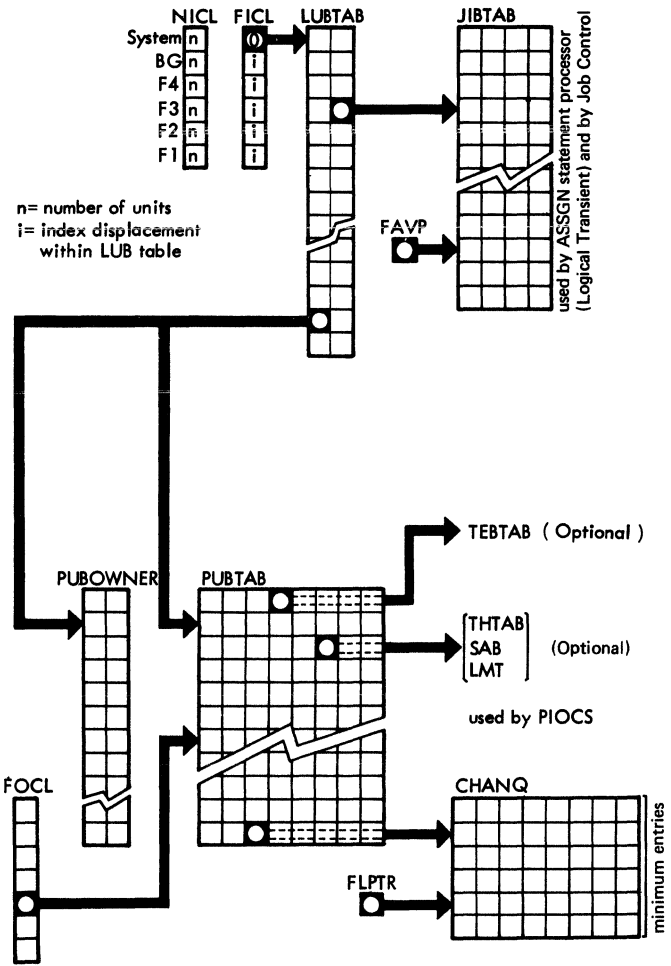 NICL FICL LUBTAB JIBTAB
System n 0
BG n i
F4 n i
F3 n i
F2 n i
F1 n i
n= number of units
i= index displacement
within LUB table
FAVP
used by ASSGN statement processor
(Logical Transient) and by Job Control
TEBTAB ( Optional )
PUBOWNER PUBTAB
THTAB
SAB (Optional)
LMT
used by PIOCS
FOCL
CHANQ
FLPTR
minimum entries